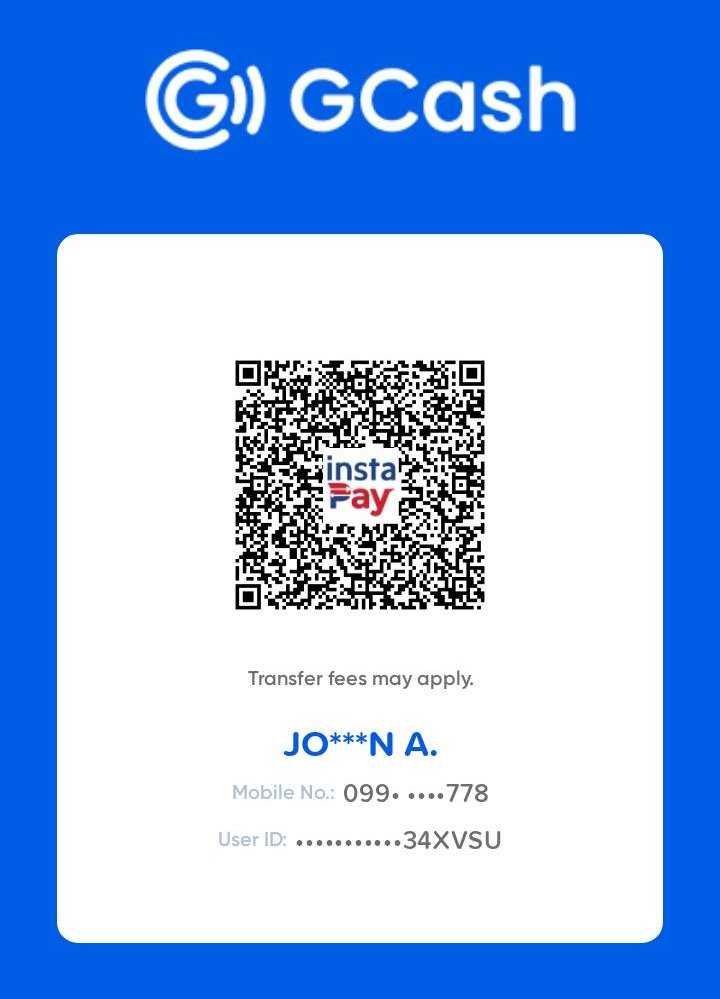 GCash
insta
Pay
Transfer fees may apply.
JO***N A.
Mobile No.: 099• ••••778
User ID: •••••••••••34XVSU